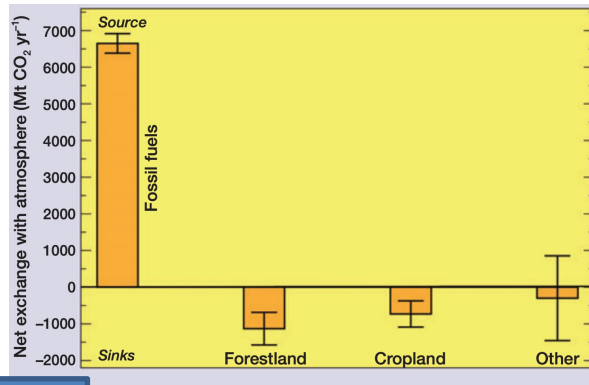 Net exchange with atmosphere (Mt CO₂ yr⁻¹)
7000
6000
5000
4000
3000
2000
1000
0
−1000
−2000
Source
Fossil fuels
Sinks
Forestland
Cropland
Other